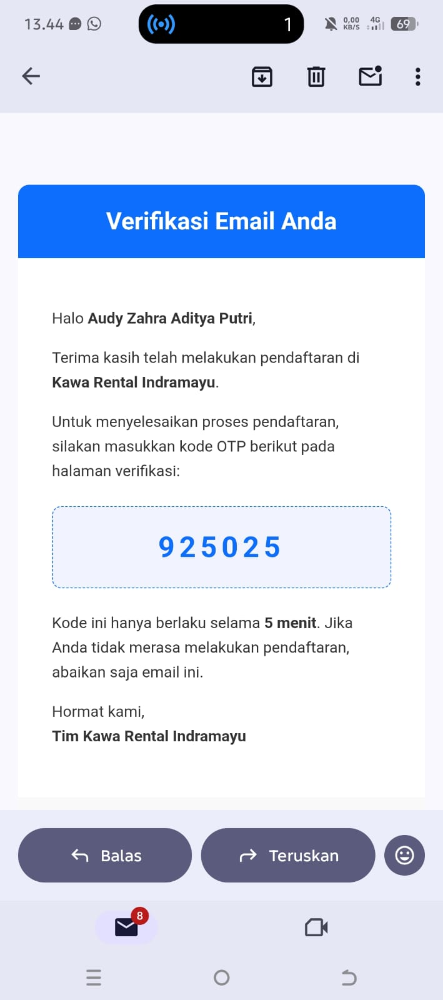 13.44
1
0,00
KB/S
4G
69
Verifikasi Email Anda
Halo Audy Zahra Aditya Putri,
Terima kasih telah melakukan pendaftaran di
Kawa Rental Indramayu.
Untuk menyelesaikan proses pendaftaran,
silakan masukkan kode OTP berikut pada
halaman verifikasi:
925025
Kode ini hanya berlaku selama 5 menit. Jika
Anda tidak merasa melakukan pendaftaran,
abaikan saja email ini.
Hormat kami,
Tim Kawa Rental Indramayu
Balas
Teruskan
8